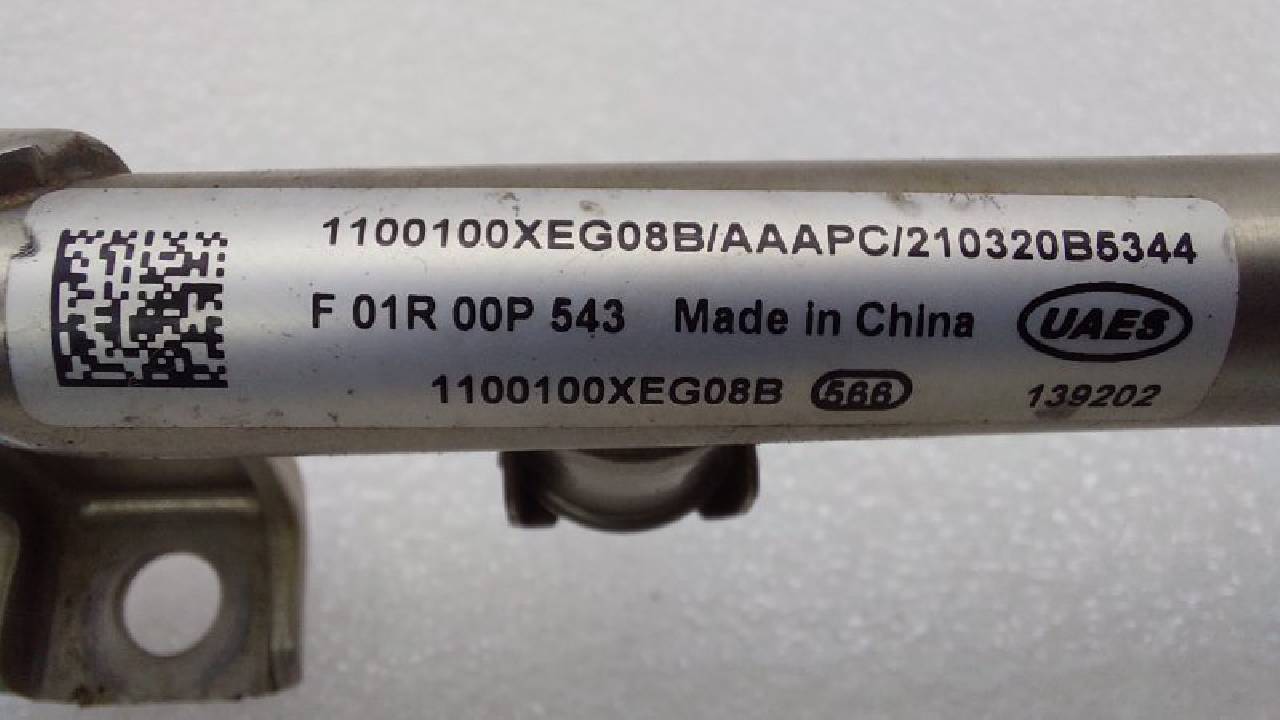 1100100XEG08B/AAAPC/210320B5344
F 01R 00P 543 Made in China UAES
1100100XEG08B 566 139202